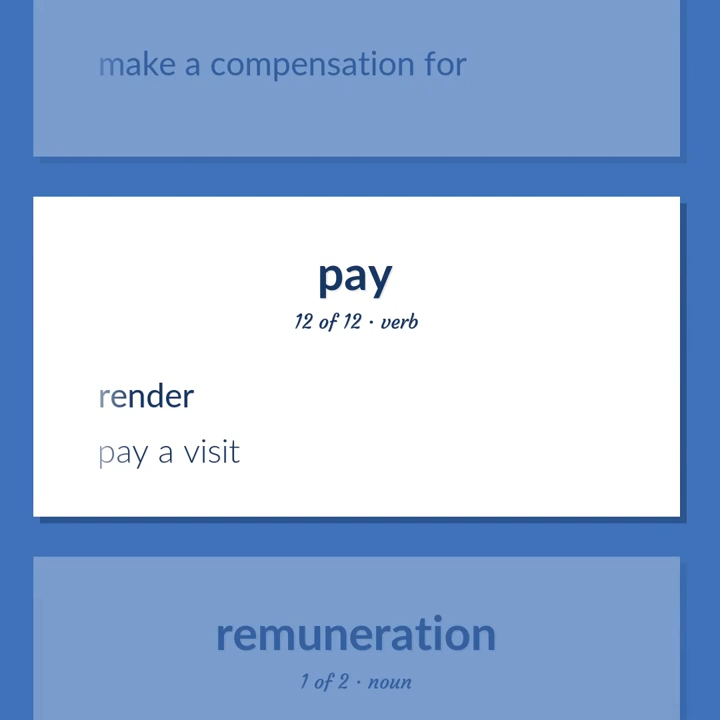 make a compensation for
pay
12 of 12 · verb
render
pay a visit
remuneration
1 of 2 · noun